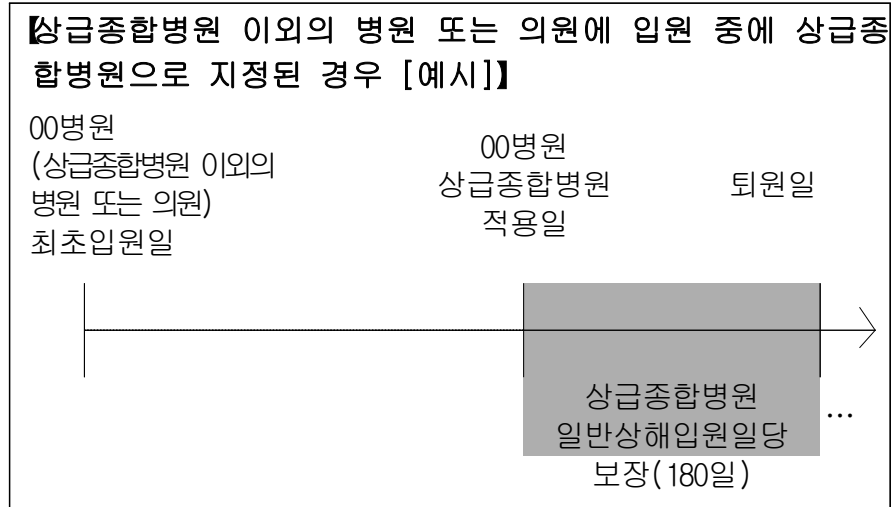 【상급종합병원 이외의 병원 또는 의원에 입원 중에 상급종
합병원으로 지정된 경우 [예시]】
00병원
(상급종합병원 이외의
병원 또는 의원)
최초입원일
00병원
상급종합병원
적용일
퇴원일
상급종합병원
일반상해입원일당
보장(180일)
…